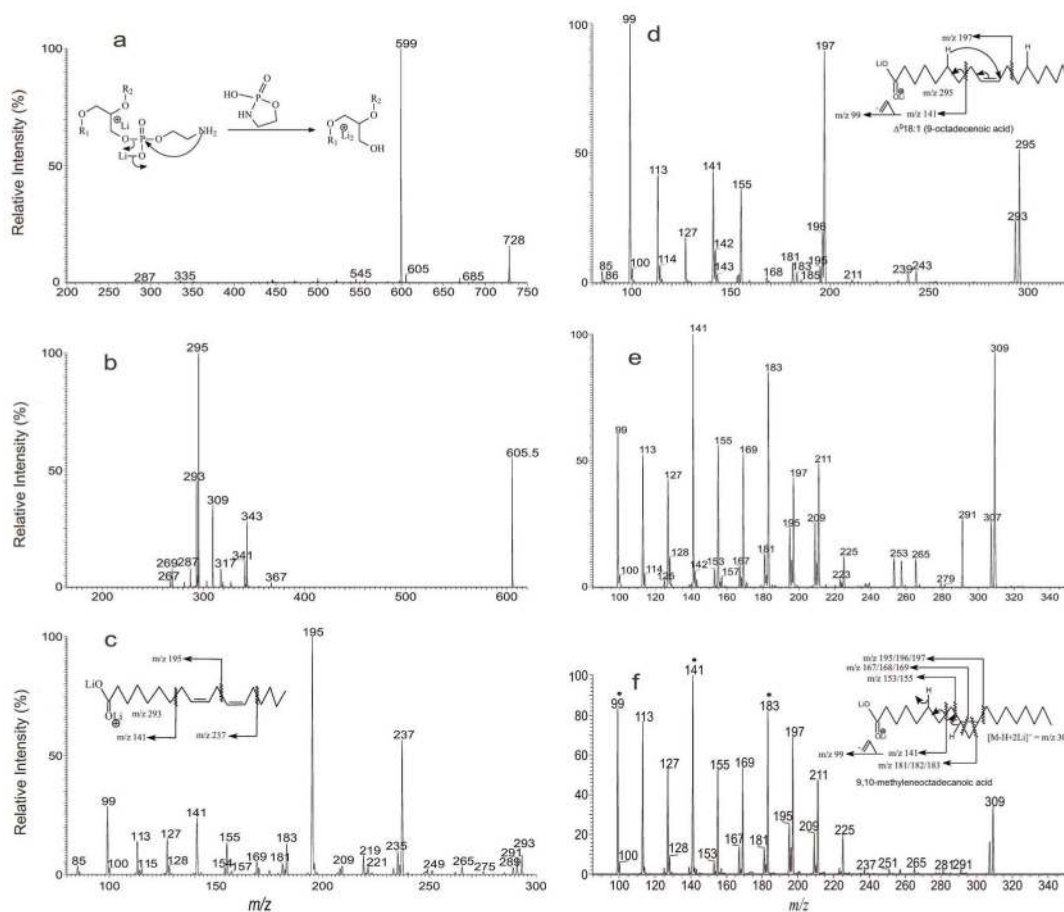 a
Relative Intensity (%)
100
50
0
599
728
287
335
545
605
685
200 250 300 350 400 450 500 550 600 650 700 750
O R2
O R1
Li
O P O
O
NH2
Li O
HO P O
HN
O R2
O R1
Li2
OH
b
Relative Intensity (%)
100
50
0
295
605.5
293
309
343
269
267
287
317
341
367
200 300 400 500 600
c
Relative Intensity (%)
100
50
0
195
237
99
141
113
127
155
183
85
100
115
128
154
157
169
181
209
219
221
235
249
265
275
289
291
293
100 150 200 250 300
m/z
m/z 195
LiO
OLi
m/z 293
m/z 141
m/z 237
d
100
50
0
99
197
295
141
113
155
293
127
196
142
143
85
86
100
114
168
181
183
185
195
211
239
243
100 150 200 250 300
m/z 197
H
H
LiO
m/z 295
m/z 99
m/z 141
Δ⁹18:1 (9-octadecenoic acid)
e
100
50
0
141
309
183
99
113
155
169
211
127
197
195
209
291
307
128
153
167
181
225
253
265
100
114
126
142
157
223
279
100 120 140 160 180 200 220 240 260 280 300 320 340
f
100
80
60
40
20
0
99
141
183
113
197
127
155
169
211
309
195
209
225
167
181
128
153
100
237
251
265
281
291
100 120 140 160 180 200 220 240 260 280 300 320 340
m/z
m/z 195/196/197
m/z 167/168/169
m/z 153/155
H
LiO
H
[M-H+2Li]⁺ = m/z 30
m/z 99
m/z 141
m/z 181/182/183
9,10-methyleneoctadecanoic acid